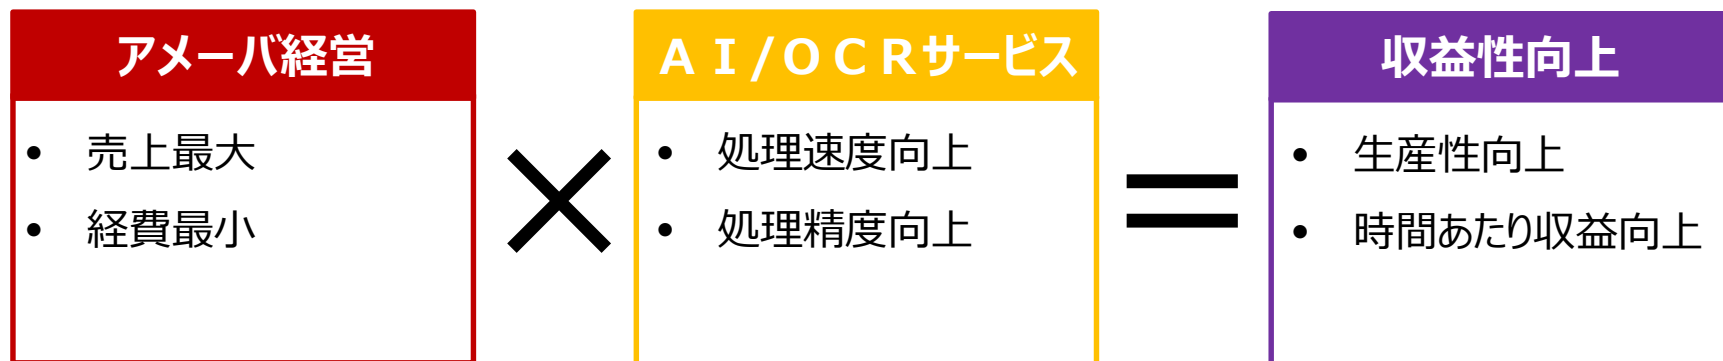 アメーバ経営
• 売上最大
• 経費最小
×
ＡＩ/ＯＣＲサービス
• 処理速度向上
• 処理精度向上
＝
収益性向上
• 生産性向上
• 時間あたり収益向上